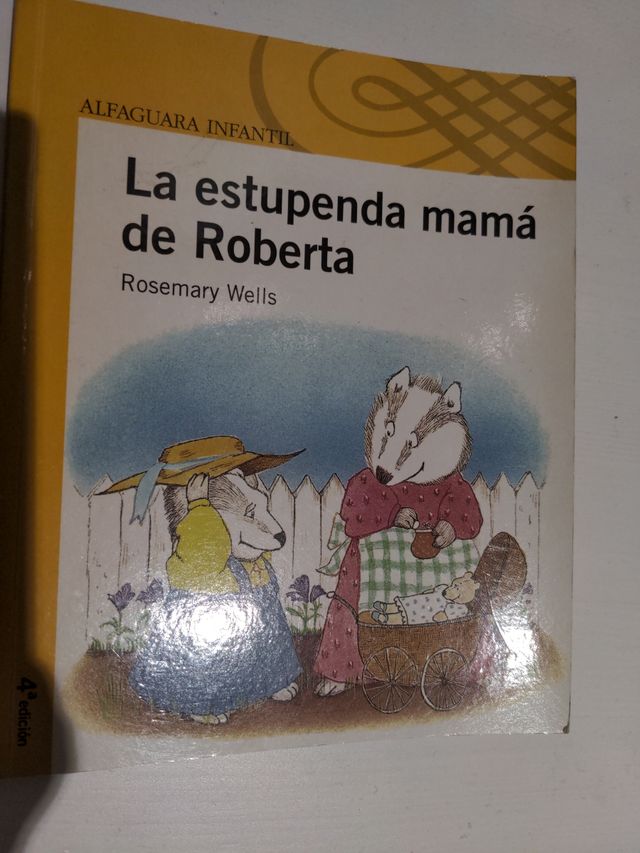 ALFAGUARA INFANTIL
La estupenda mamá
de Roberta
Rosemary Wells
4ª edición